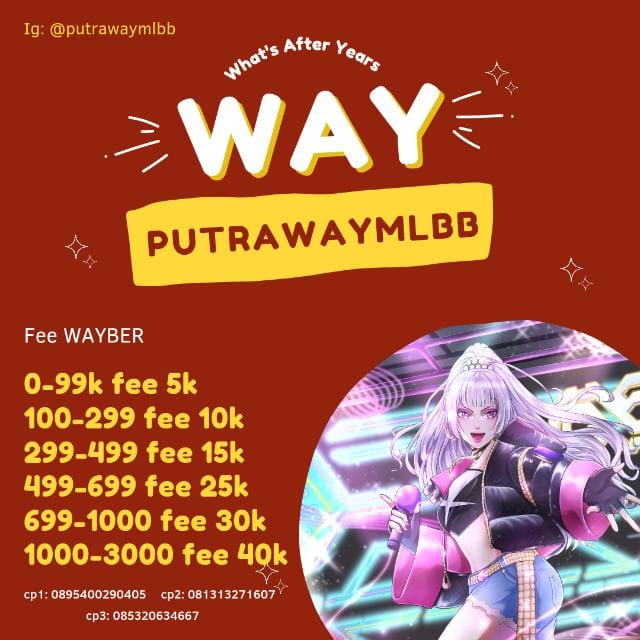 Ig: @putrawaymlbb
What's After Years
WAY
PUTRAWAYMLBB
Fee WAYBER
0-99k fee 5k
100-299 fee 10k
299-499 fee 15k
499-699 fee 25k
699-1000 fee 30k
1000-3000 fee 40k
cp1: 0895400290405 cp2: 081313271607
cp3: 085320634667